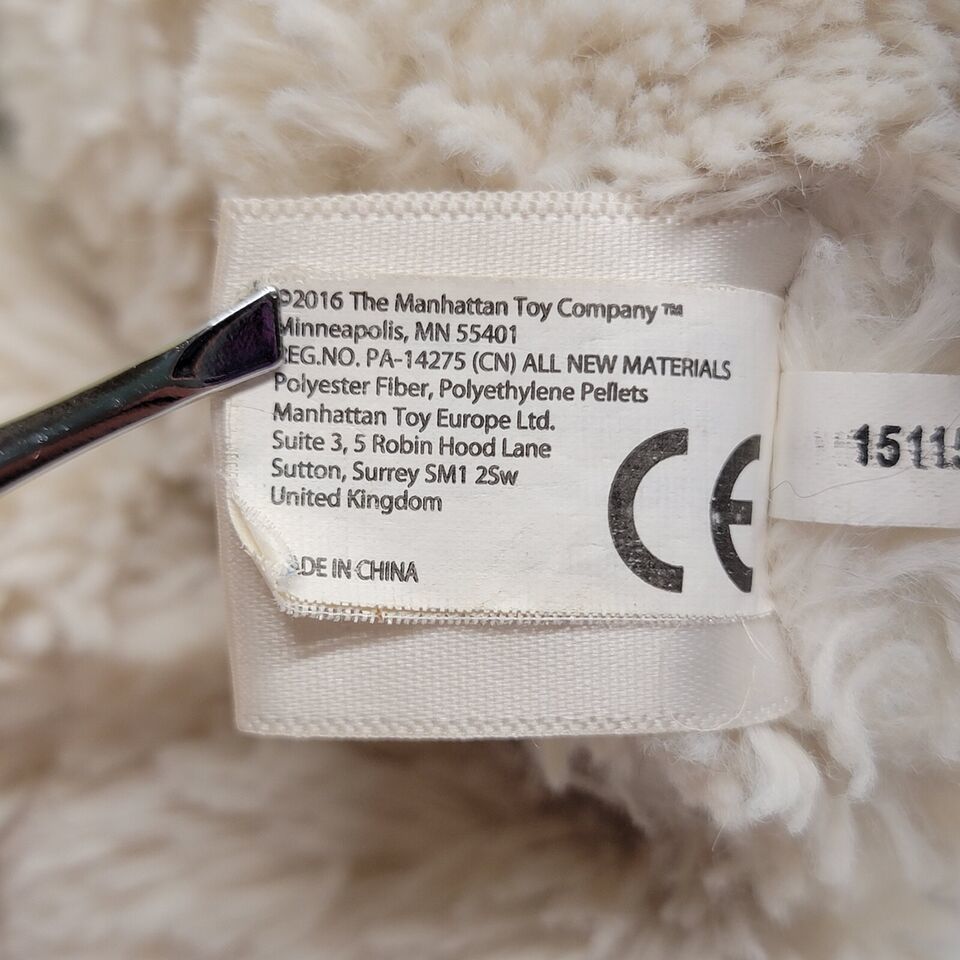 ©2016 The Manhattan Toy Company ™
Minneapolis, MN 55401
REG.NO. PA-14275 (CN) ALL NEW MATERIALS
Polyester Fiber, Polyethylene Pellets
Manhattan Toy Europe Ltd.
Suite 3, 5 Robin Hood Lane
Sutton, Surrey SM1 2Sw
United Kingdom
ADE IN CHINA
CE
15115